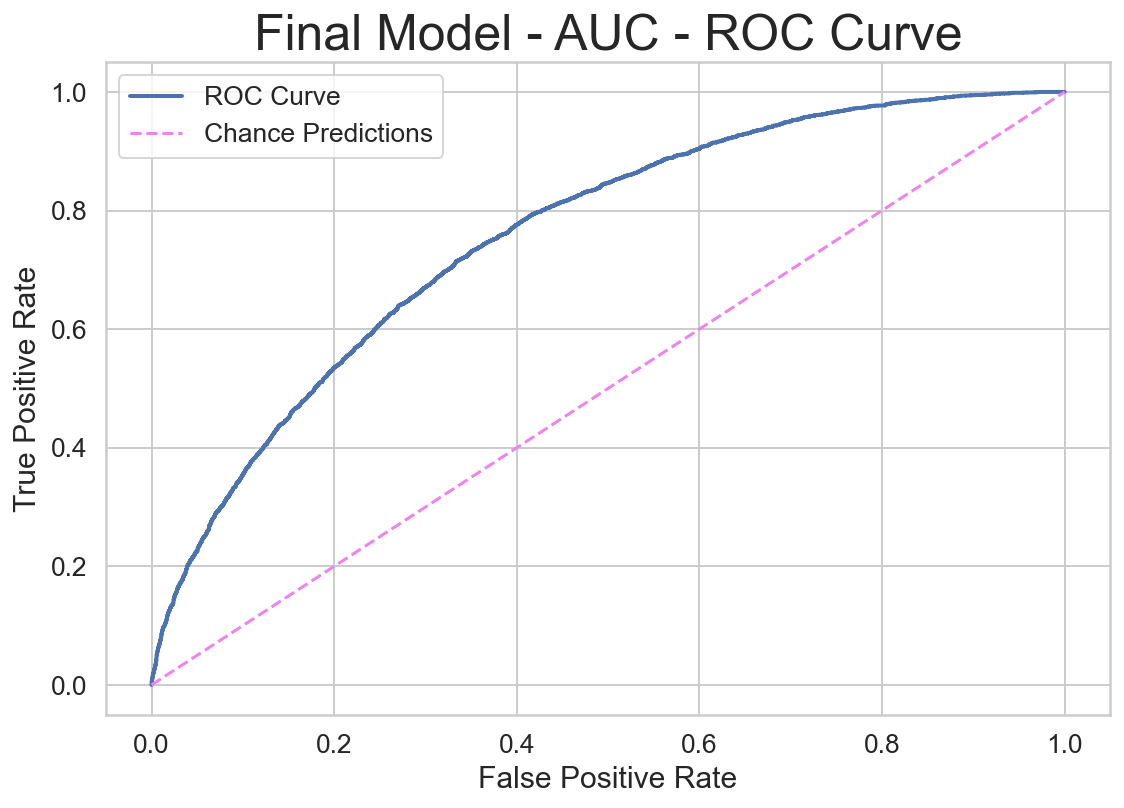 Final Model - AUC - ROC Curve
ROC Curve
Chance Predictions
True Positive Rate
1.0
0.8
0.6
0.4
0.2
0.0
0.0 0.2 0.4 0.6 0.8 1.0
False Positive Rate